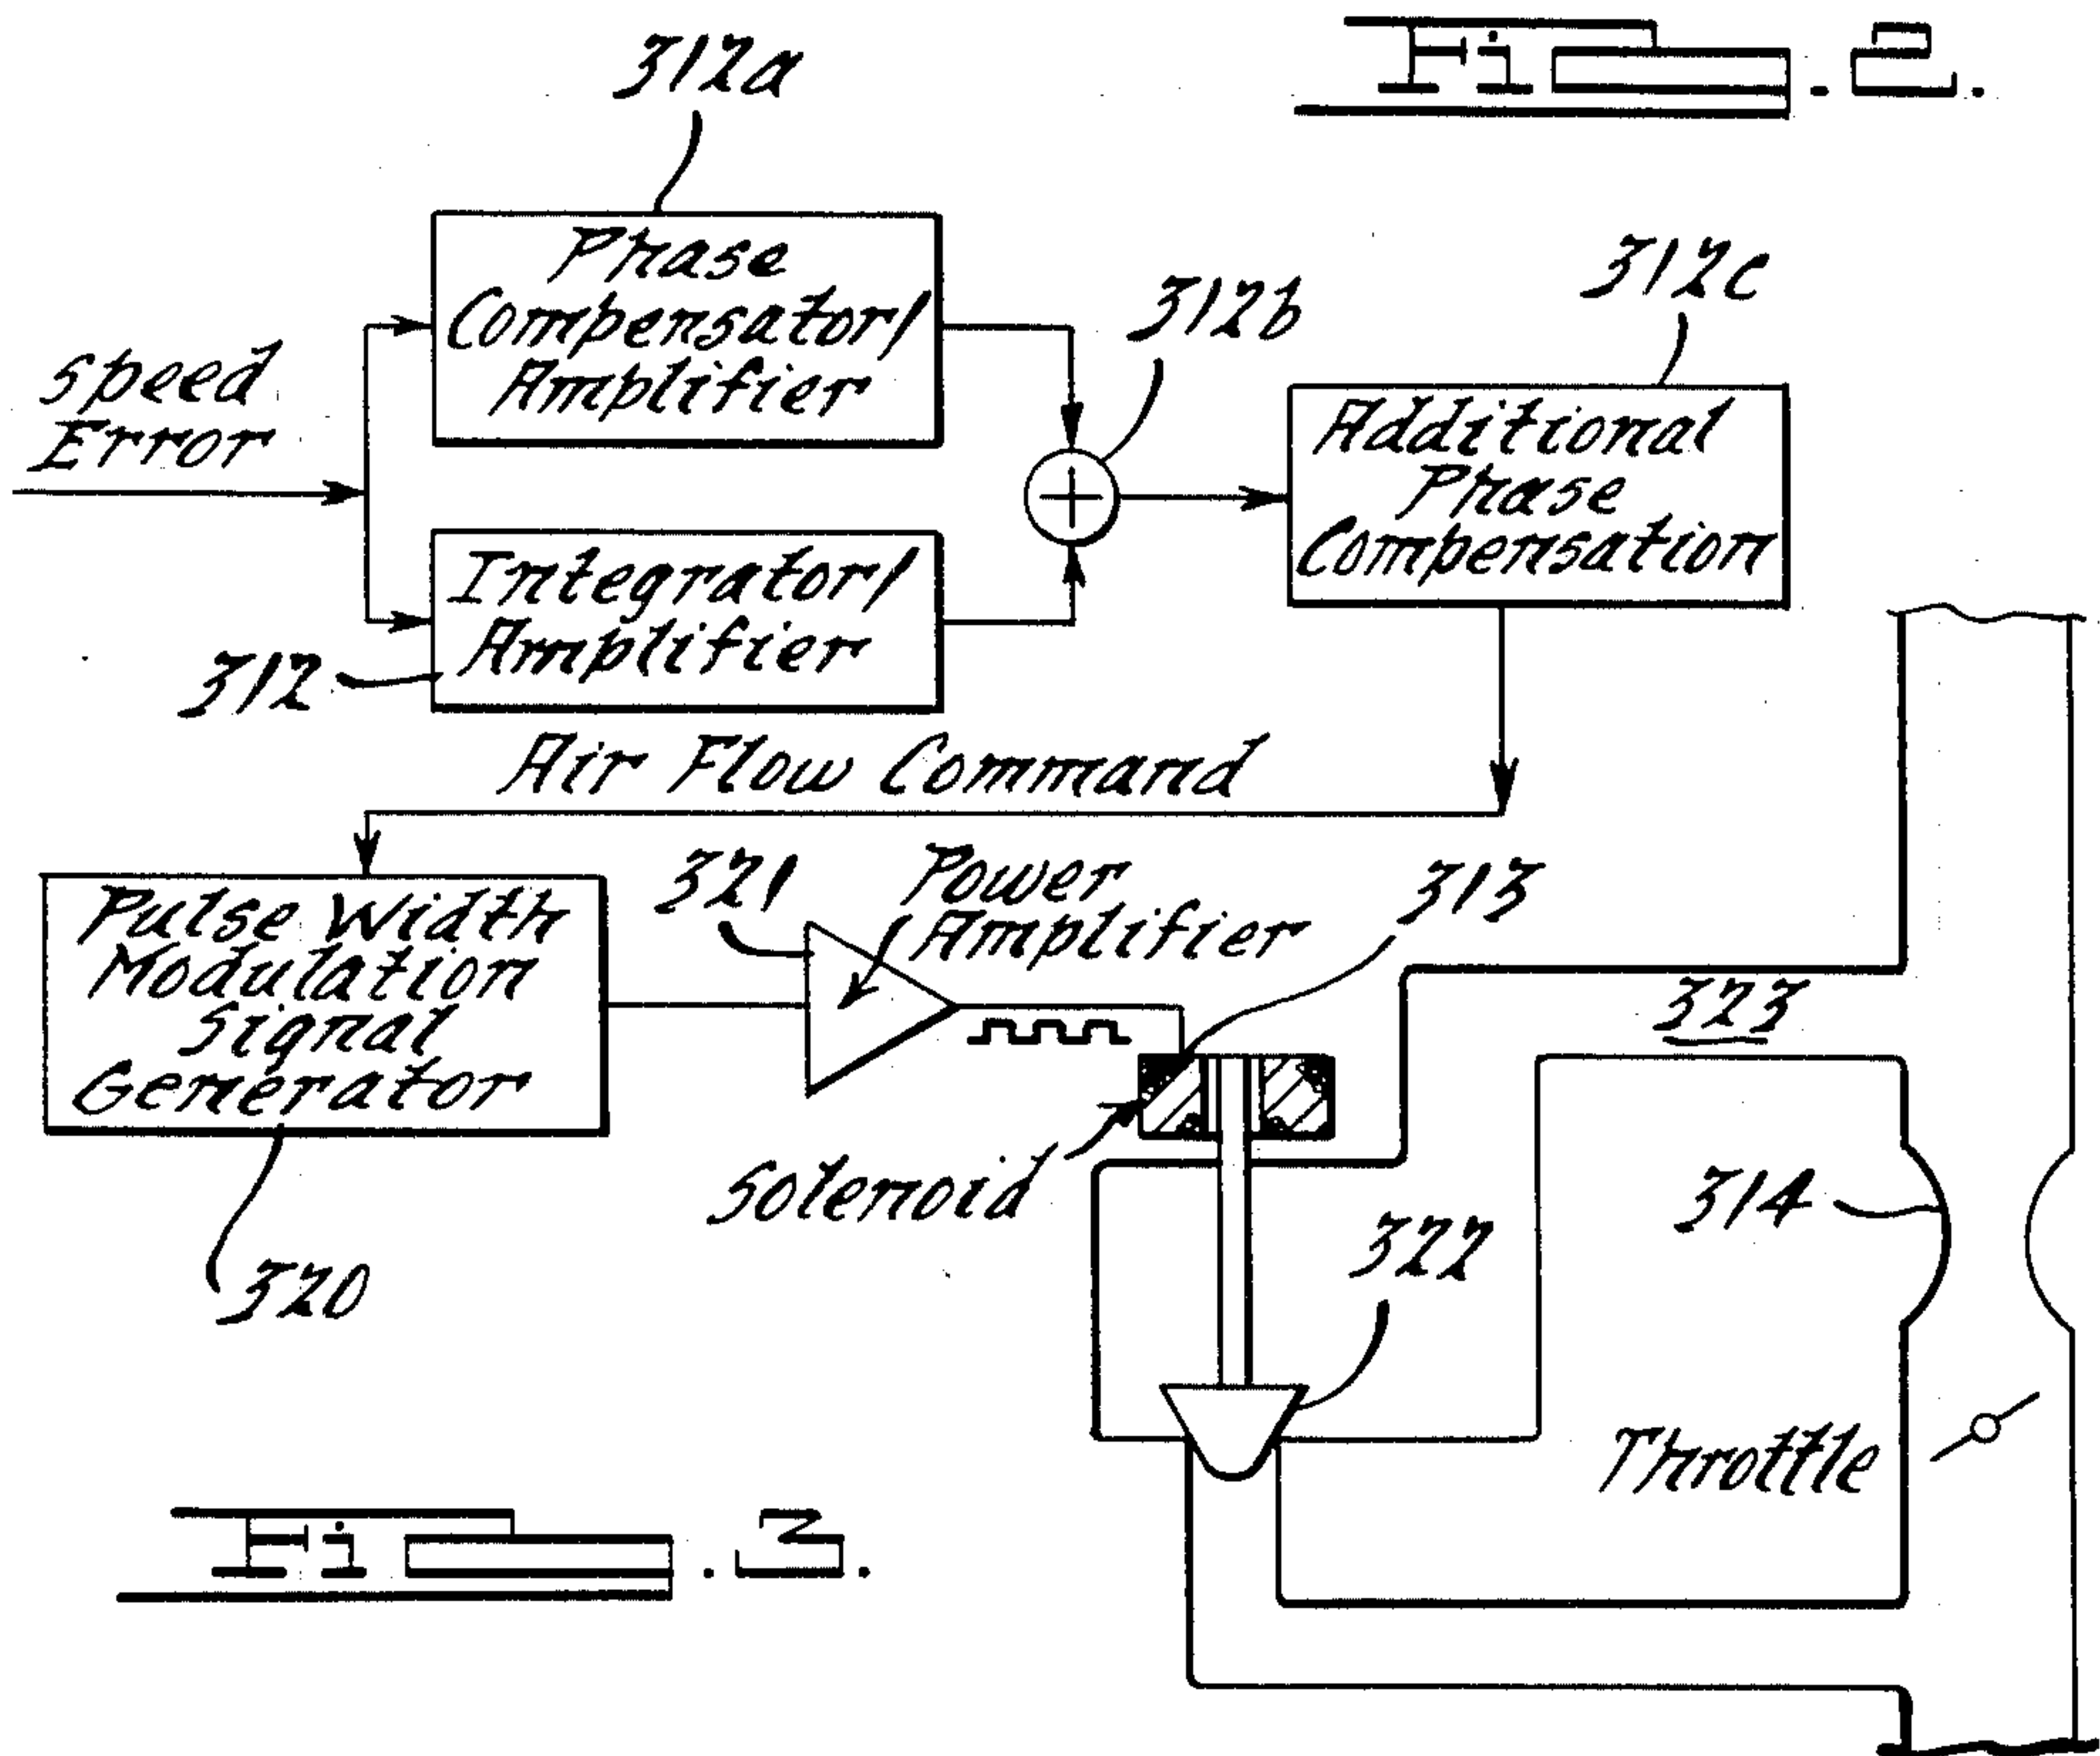 Fig. 2.
312a
Phase
Compensator/
Amplifier
312b
312c
Additional
Phase
Compensation
Speed
Error
Integrator/
Amplifier
312
Air Flow Command
Pulse Width
Modulation
Signal
Generator
320
321
Power
Amplifier
313
323
Solenoid
322
314
Throttle
Fig. 3.